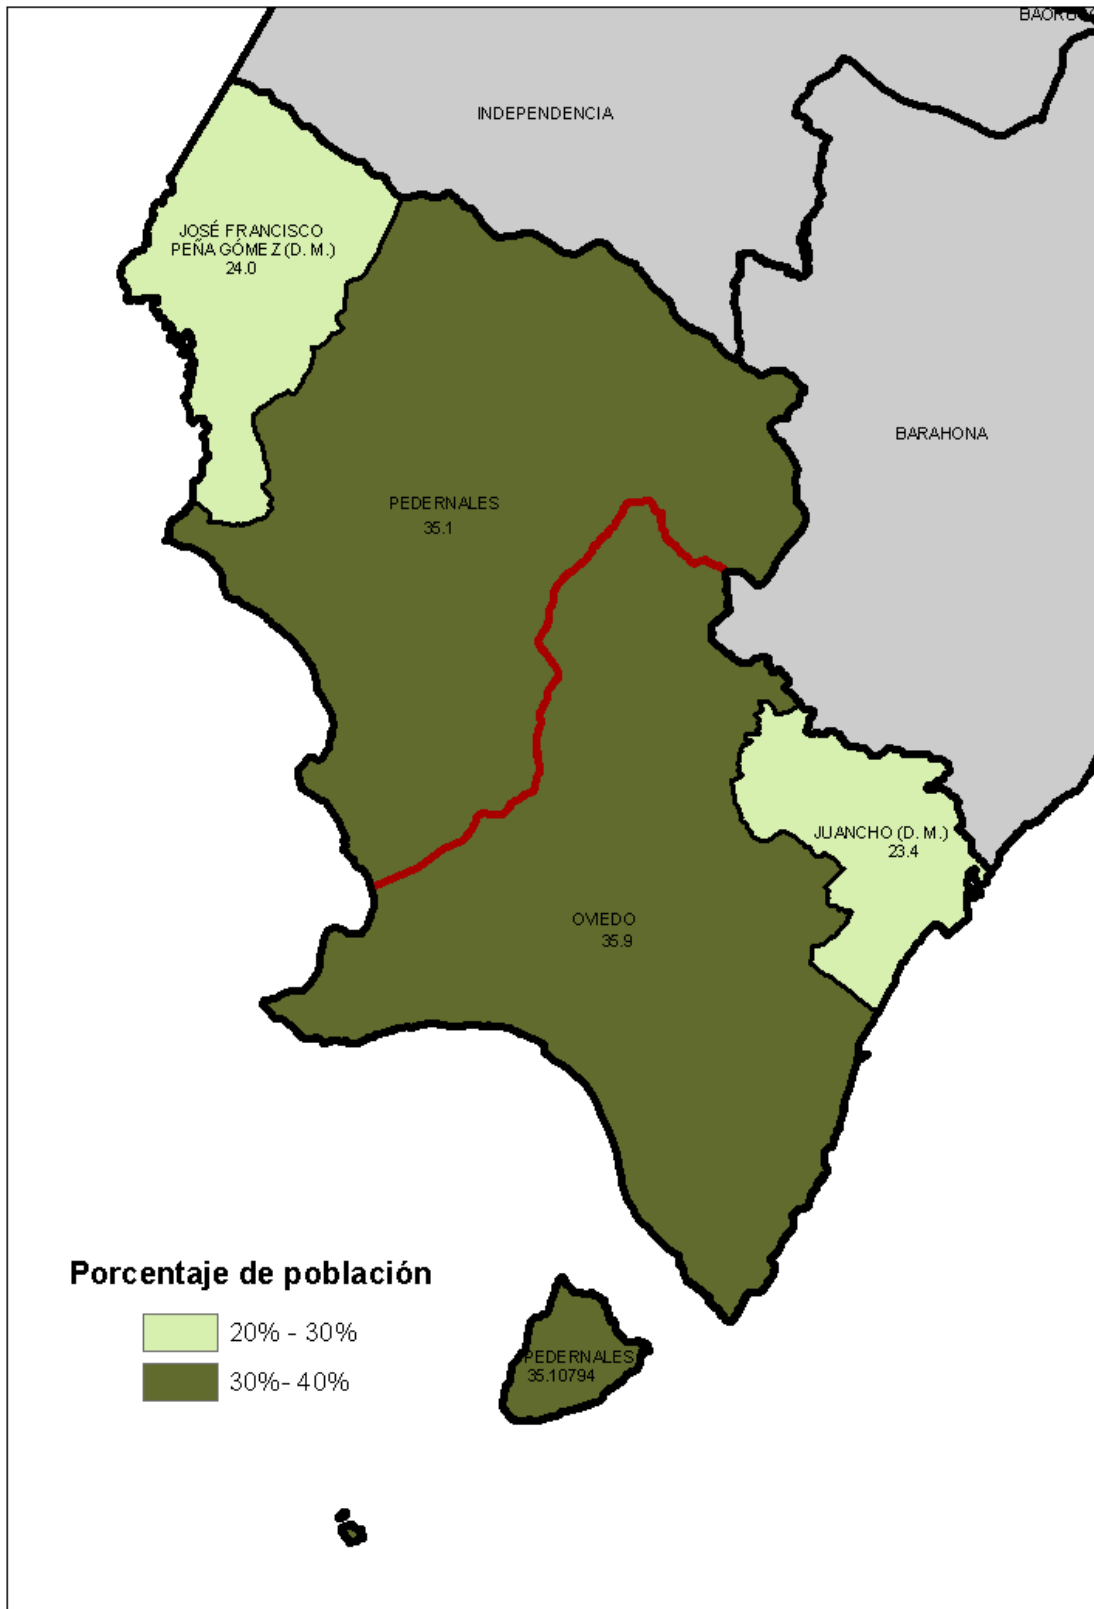 BAORUCO
INDEPENDENCIA
JOSÉ FRANCISCO
PEÑA GÓMEZ (D. M.)
24.0
BARAHONA
PEDERNALES
35.1
JUANCHO (D. M.)
23.4
OVIEDO
35.9
Porcentaje de población
20% - 30%
30%- 40%
PEDERNALES
35.10794